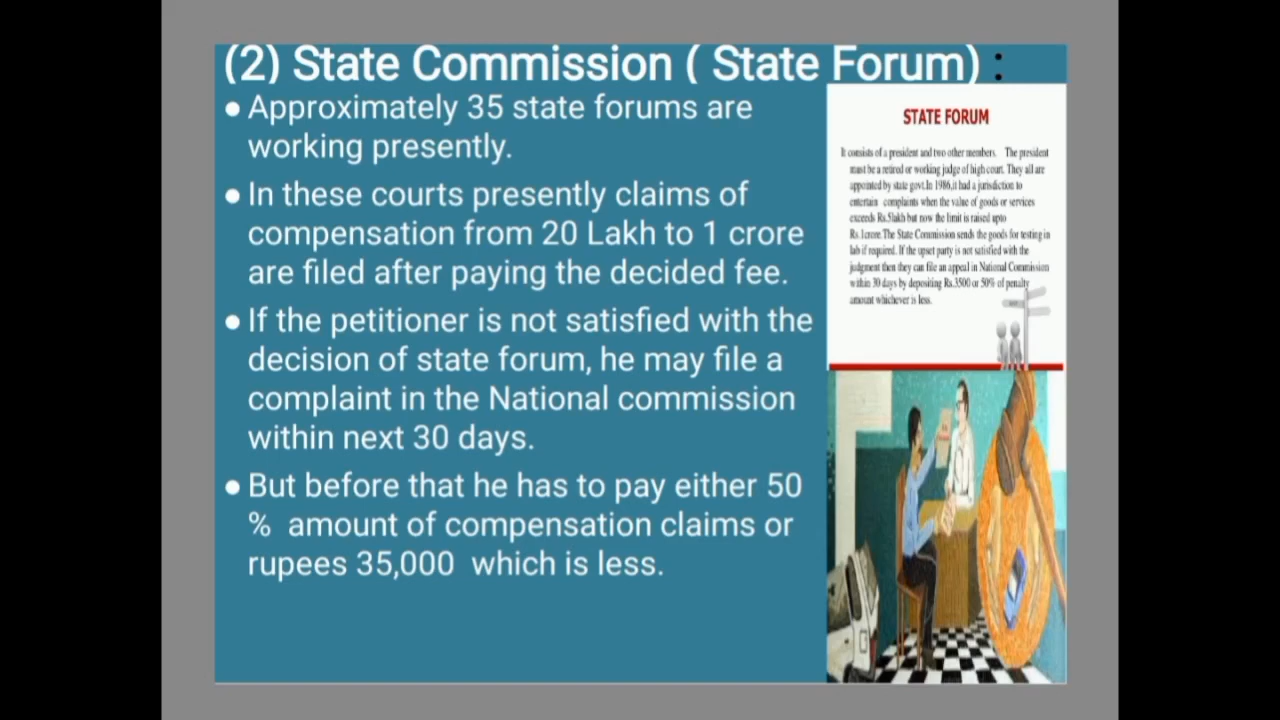 (2) State Commission ( State Forum) :
● Approximately 35 state forums are
working presently.
● In these courts presently claims of
compensation from 20 Lakh to 1 crore
are filed after paying the decided fee.
● If the petitioner is not satisfied with the
decision of state forum, he may file a
complaint in the National commission
within next 30 days.
● But before that he has to pay either 50
% amount of compensation claims or
rupees 35,000 which is less.
STATE FORUM
It consists of a president and two other members. The president
must be a retired or working judge of high court. They all are
appointed by state govt.In 1986,it had a jurisdiction to
entertain complaints when the value of goods or services
exceeds Rs.5lakh but now the limit is raised upto
Rs.1crore.The State Commission sends the goods for testing in
lab if required. If the upset party is not satisfied with the
judgment then they can file an appeal in National Commission
within 30 days by depositing Rs.3500 or 50% of penalty
amount whichever is less.